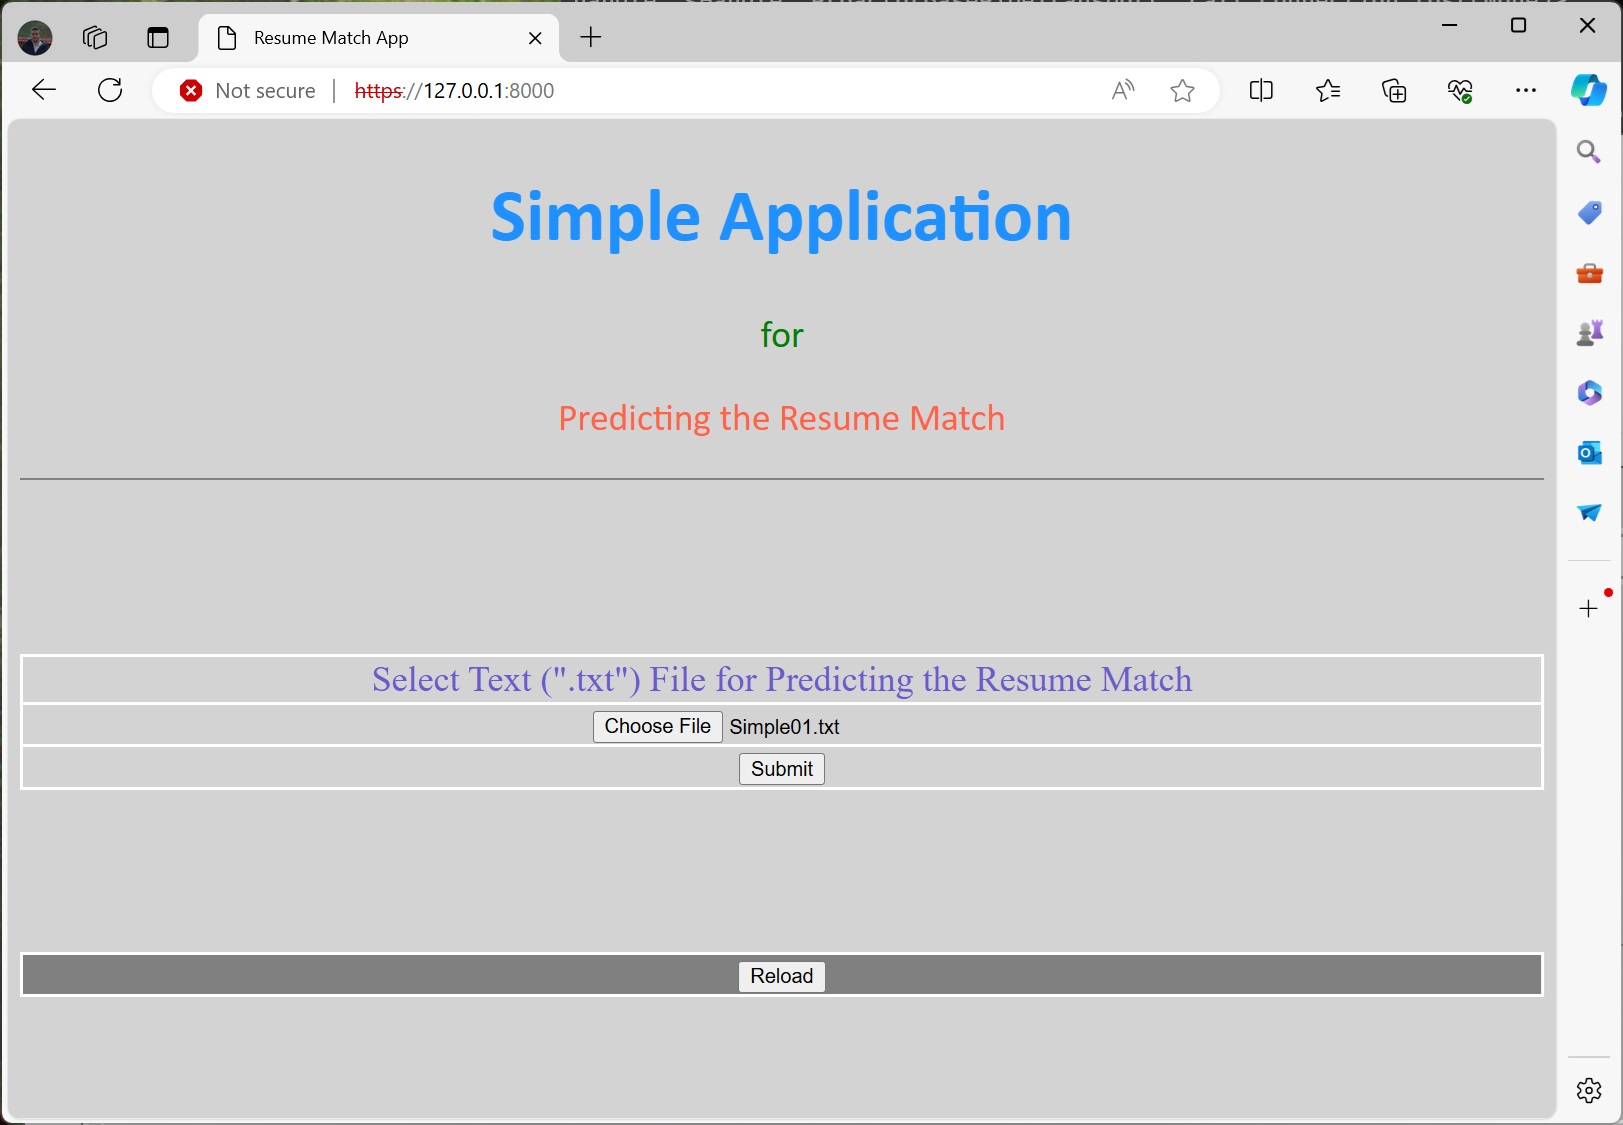 Resume Match App
Not secure
https://127.0.0.1:8000
Simple Application
for
Predicting the Resume Match
Select Text (".txt") File for Predicting the Resume Match
Choose File Simple01.txt
Submit
Reload